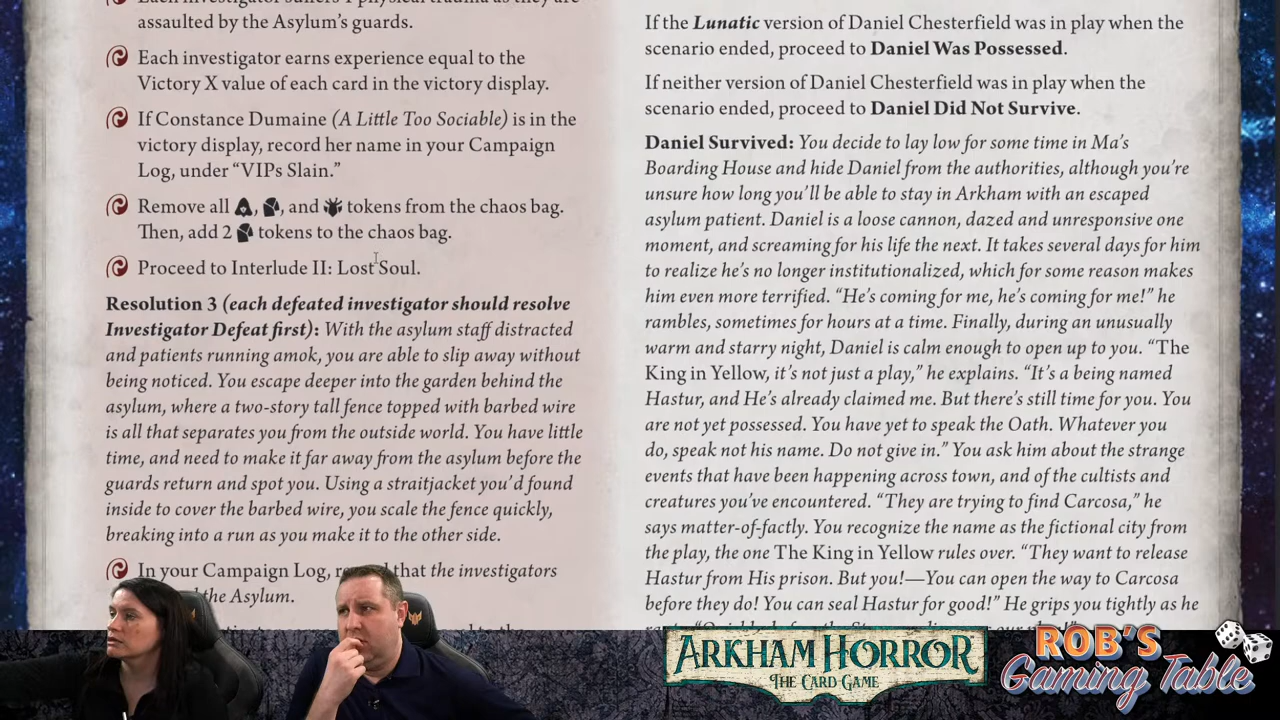 assaulted by the Asylum's guards.
Each investigator earns experience equal to the
Victory X value of each card in the victory display.
If Constance Dumaine (A Little Too Sociable) is in the
victory display, record her name in your Campaign
Log, under “VIPs Slain.”
Remove all , , and tokens from the chaos bag.
Then, add 2 tokens to the chaos bag.
Proceed to Interlude II: Lost Soul.
Resolution 3 (each defeated investigator should resolve
Investigator Defeat first): With the asylum staff distracted
and patients running amok, you are able to slip away without
being noticed. You escape deeper into the garden behind the
asylum, where a two-story tall fence topped with barbed wire
is all that separates you from the outside world. You have little
time, and need to make it far away from the asylum before the
guards return and spot you. Using a straitjacket you'd found
inside to cover the barbed wire, you scale the fence quickly,
breaking into a run as you make it to the other side.
In your Campaign Log, that the investigators
the Asylum.
If the Lunatic version of Daniel Chesterfield was in play when the
scenario ended, proceed to Daniel Was Possessed.
If neither version of Daniel Chesterfield was in play when the
scenario ended, proceed to Daniel Did Not Survive.
Daniel Survived: You decide to lay low for some time in Ma's
Boarding House and hide Daniel from the authorities, although you're
unsure how long you'll be able to stay in Arkham with an escaped
asylum patient. Daniel is a loose cannon, dazed and unresponsive one
moment, and screaming for his life the next. It takes several days for him
to realize he's no longer institutionalized, which for some reason makes
him even more terrified. “He's coming for me, he's coming for me!” he
rambles, sometimes for hours at a time. Finally, during an unusually
warm and starry night, Daniel is calm enough to open up to you. “The
King in Yellow, it's not just a play,” he explains. “It's a being named
Hastur, and He's already claimed me. But there's still time for you. You
are not yet possessed. You have yet to speak the Oath. Whatever you
do, speak not his name. Do not give in.” You ask him about the strange
events that have been happening across town, and of the cultists and
creatures you've encountered. “They are trying to find Carcosa,” he
says matter-of-factly. You recognize the name as the fictional city from
the play, the one The King in Yellow rules over. “They want to release
Hastur from His prison. But you!—You can open the way to Carcosa
before they do! You can seal Hastur for good!” He grips you tightly as he
ARKHAM HORROR
THE CARD GAME
ROB'S
Gaming Table